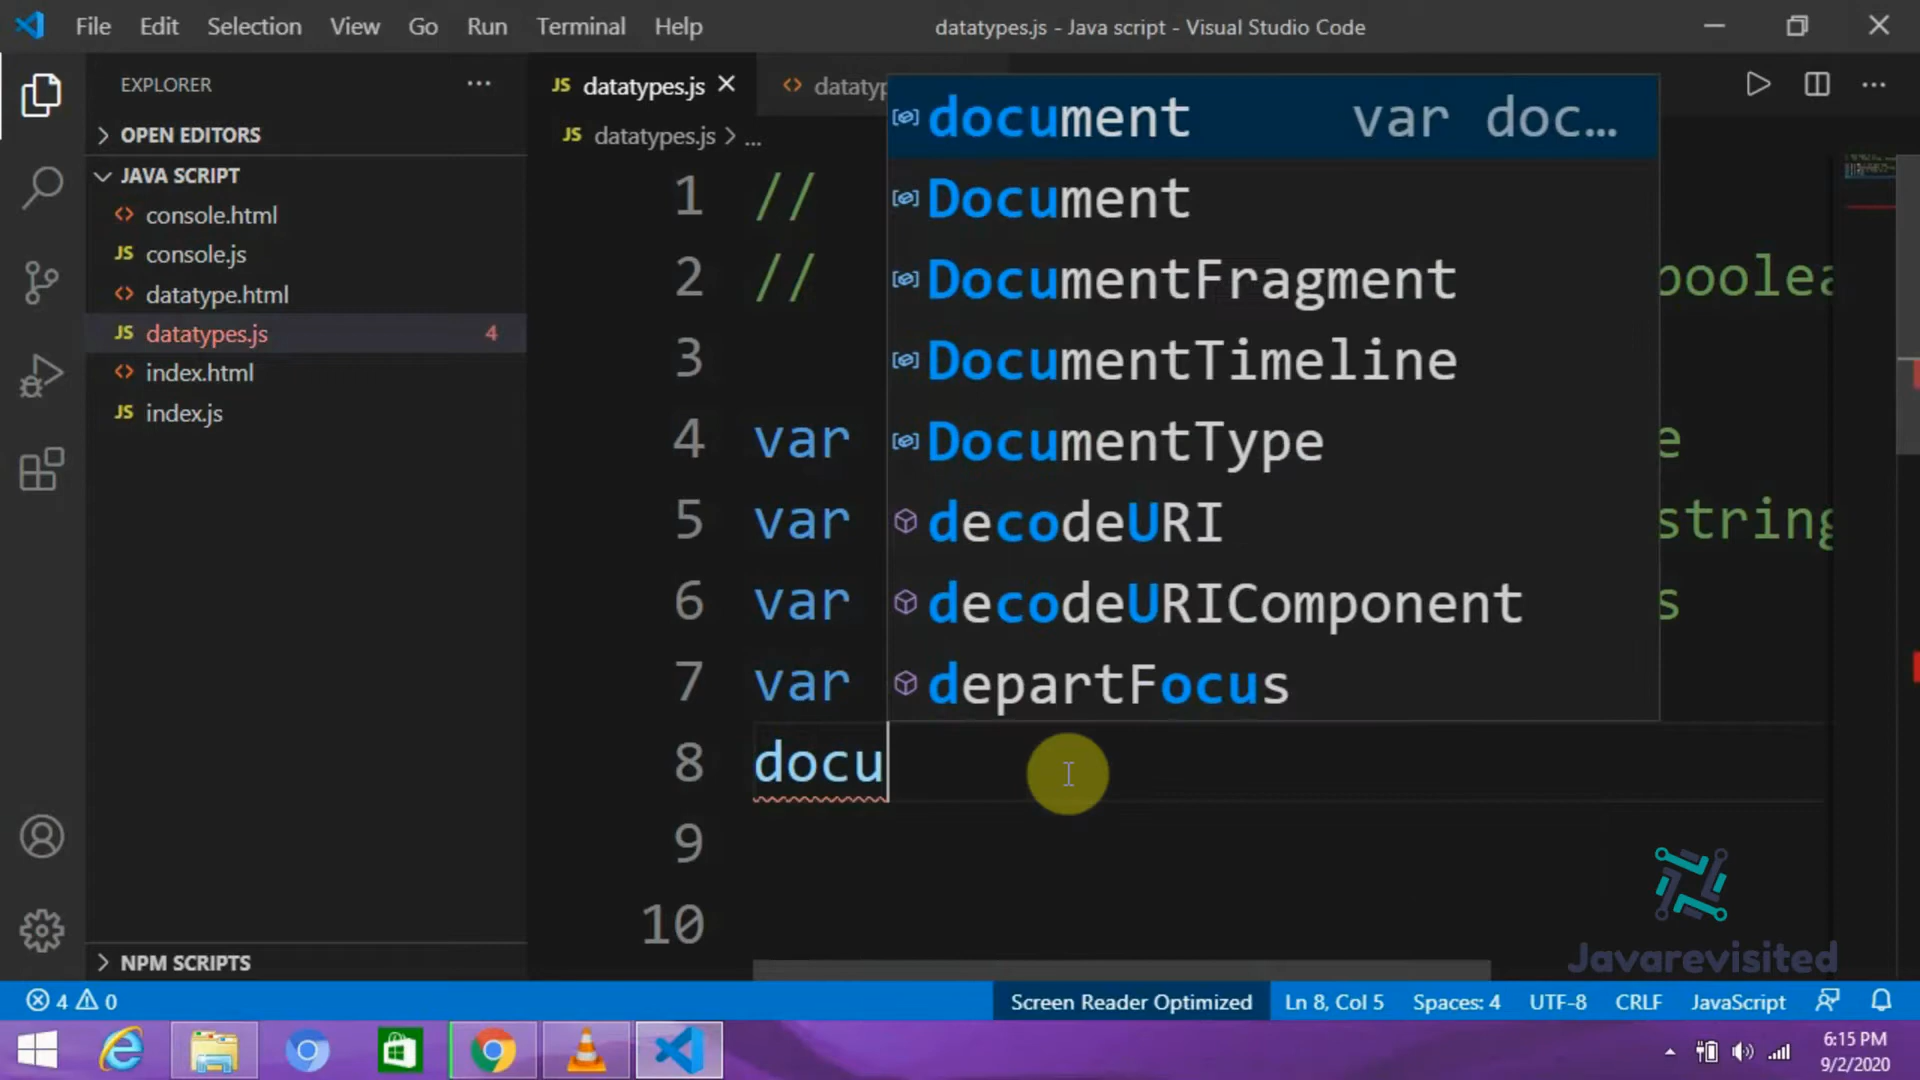 File Edit Selection View Go Run Terminal Help
datatypes.js - Java script - Visual Studio Code
EXPLORER
OPEN EDITORS
JAVA SCRIPT
console.html
console.js
datatype.html
datatypes.js 4
index.html
index.js
NPM SCRIPTS
JS datatypes.js
JS datatypes.js > ...
1 //
2 //
3
4 var
5 var
6 var
7 var
8 docu
9
10
document var doc...
Document
DocumentFragment
DocumentTimeline
DocumentType
decodeURI
decodeURIComponent
departFocus
string
Javarevisited
4 0
Screen Reader Optimized
Ln 8, Col 5
Spaces: 4
UTF-8
CRLF
JavaScript
6:15 PM
9/2/2020